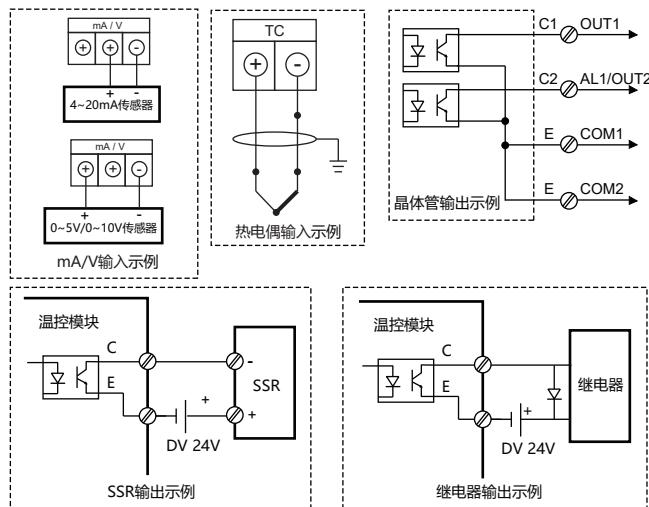 mA / V
+ + -
+ -
4~20mA传感器
mA / V
+ + -
+ -
0~5V/0~10V传感器
mA/V输入示例
TC
+ -
热电偶输入示例
C1 OUT1
C2 AL1/OUT2
E COM1
E COM2
晶体管输出示例
温控模块
C
E
-
+
+
SSR
DV 24V
SSR输出示例
温控模块
C
E
+
继电器
DV 24V
继电器输出示例